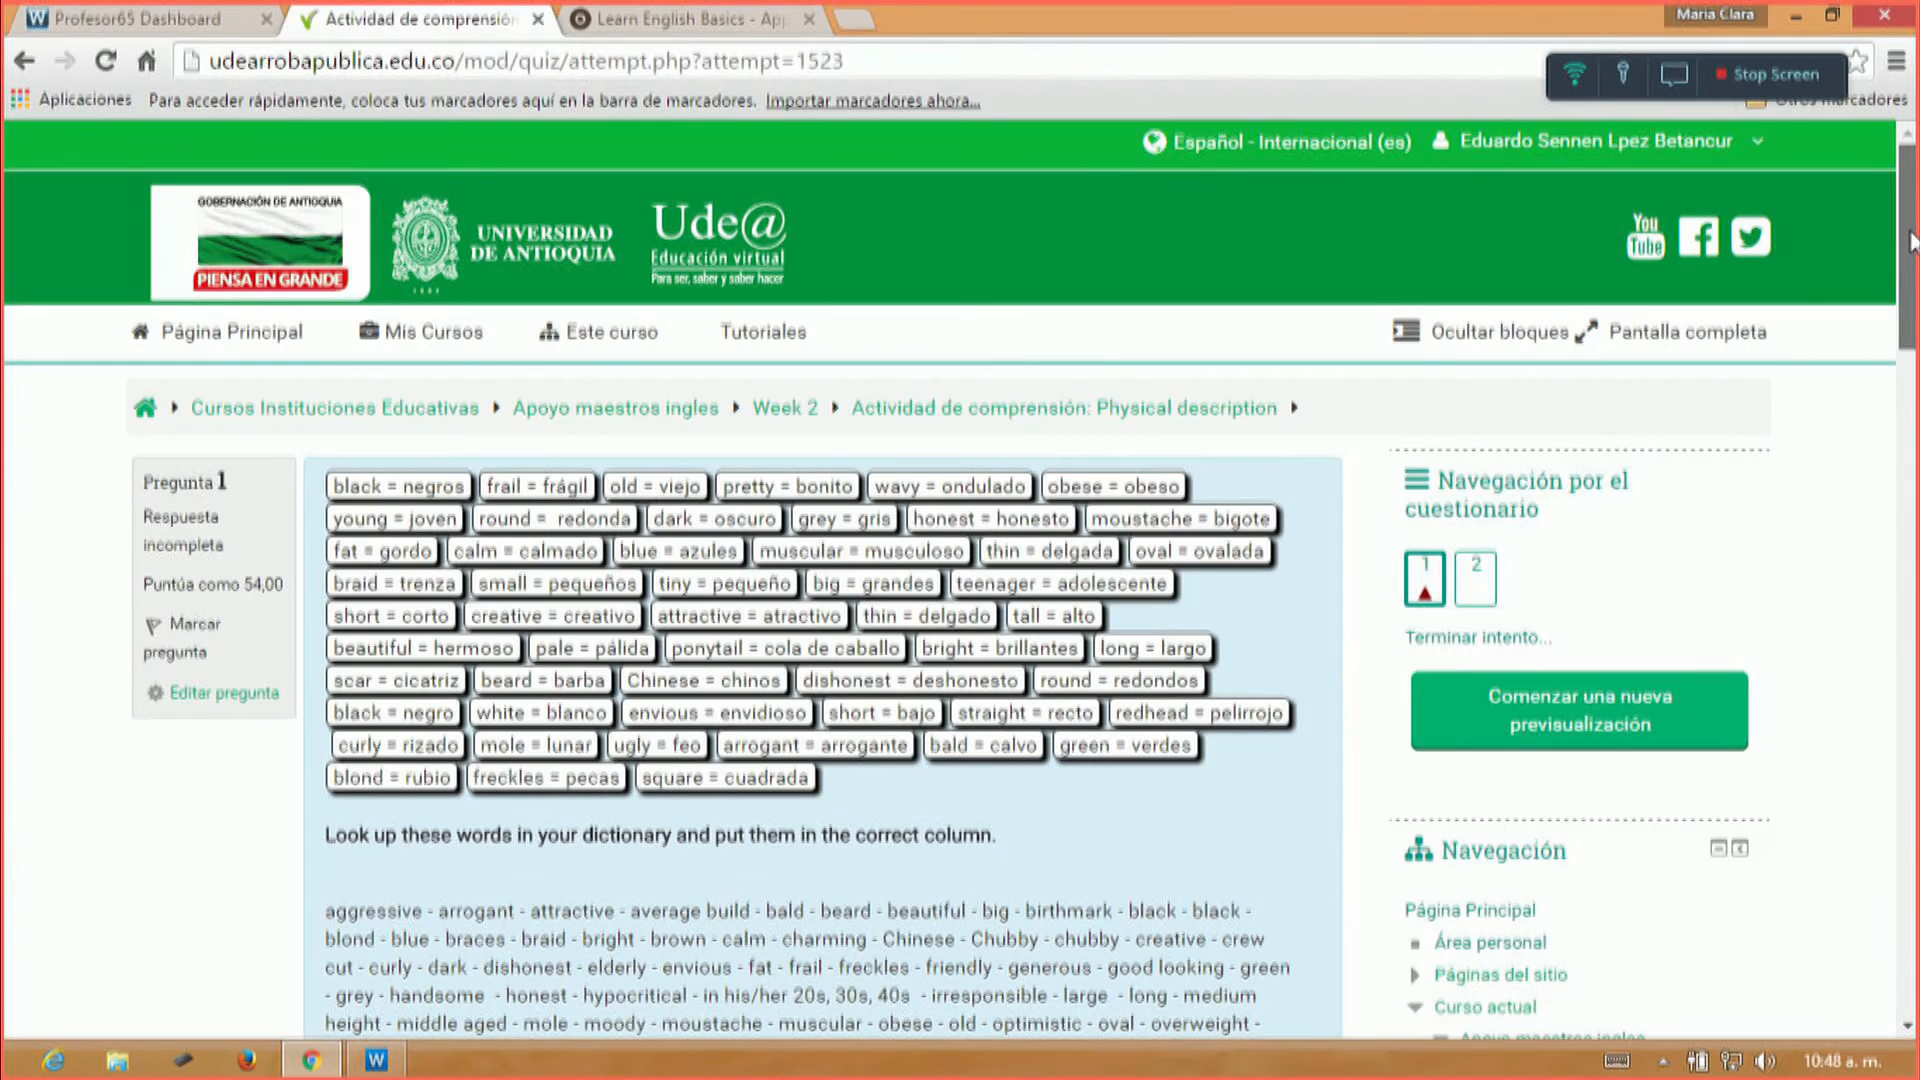 Profesor65 Dashboard
Actividad de comprensión
Learn English Basics - App
Maria Clara
udearrobapublica.edu.co/mod/quiz/attempt.php?attempt=1523
Stop Screen
Aplicaciones Para acceder rápidamente, coloca tus marcadores aquí en la barra de marcadores. Importar marcadores ahora...
Otros marcadores
Español - Internacional (es) Eduardo Sennen Lpez Betancur
GOBERNACIÓN DE ANTIOQUIA
PIENSA EN GRANDE
UNIVERSIDAD
DE ANTIOQUIA
1803
Ude@
Educación virtual
Para ser, saber y saber hacer
You
Tube
Página Principal Mis Cursos Este curso Tutoriales Ocultar bloques Pantalla completa
Cursos Instituciones Educativas Apoyo maestros ingles Week 2 Actividad de comprensión: Physical description
Pregunta 1
Respuesta
incompleta
Puntúa como 54,00
Marcar
pregunta
Editar pregunta
black = negros frail = frágil old = viejo pretty = bonito wavy = ondulado obese = obeso
young = joven round = redonda dark = oscuro grey = gris honest = honesto moustache = bigote
fat = gordo calm = calmado blue = azules muscular = musculoso thin = delgada oval = ovalada
braid = trenza small = pequeños tiny = pequeño big = grandes teenager = adolescente
short = corto creative = creativo attractive = atractivo thin = delgado tall = alto
beautiful = hermoso pale = pálida ponytail = cola de caballo bright = brillantes long = largo
scar = cicatriz beard = barba Chinese = chinos dishonest = deshonesto round = redondos
black = negro white = blanco envious = envidioso short = bajo straight = recto redhead = pelirrojo
curly = rizado mole = lunar ugly = feo arrogant = arrogante bald = calvo green = verdes
blond = rubio freckles = pecas square = cuadrada
Look up these words in your dictionary and put them in the correct column.
aggressive - arrogant - attractive - average build - bald - beard - beautiful - big - birthmark - black - black -
blond - blue - braces - braid - bright - brown - calm - charming - Chinese - Chubby - chubby - creative - crew
cut - curly - dark - dishonest - elderly - envious - fat - frail - freckles - friendly - generous - good looking - green
- grey - handsome - honest - hypocritical - in his/her 20s, 30s, 40s - irresponsible - large - long - medium
height - middle aged - mole - moody - moustache - muscular - obese - old - optimistic - oval - overweight -
Navegación por el
cuestionario
1 2
Terminar intento...
Comenzar una nueva
previsualización
Navegación
Página Principal
Área personal
Páginas del sitio
Curso actual
Apoyo maestros ingles
10:48 a. m.